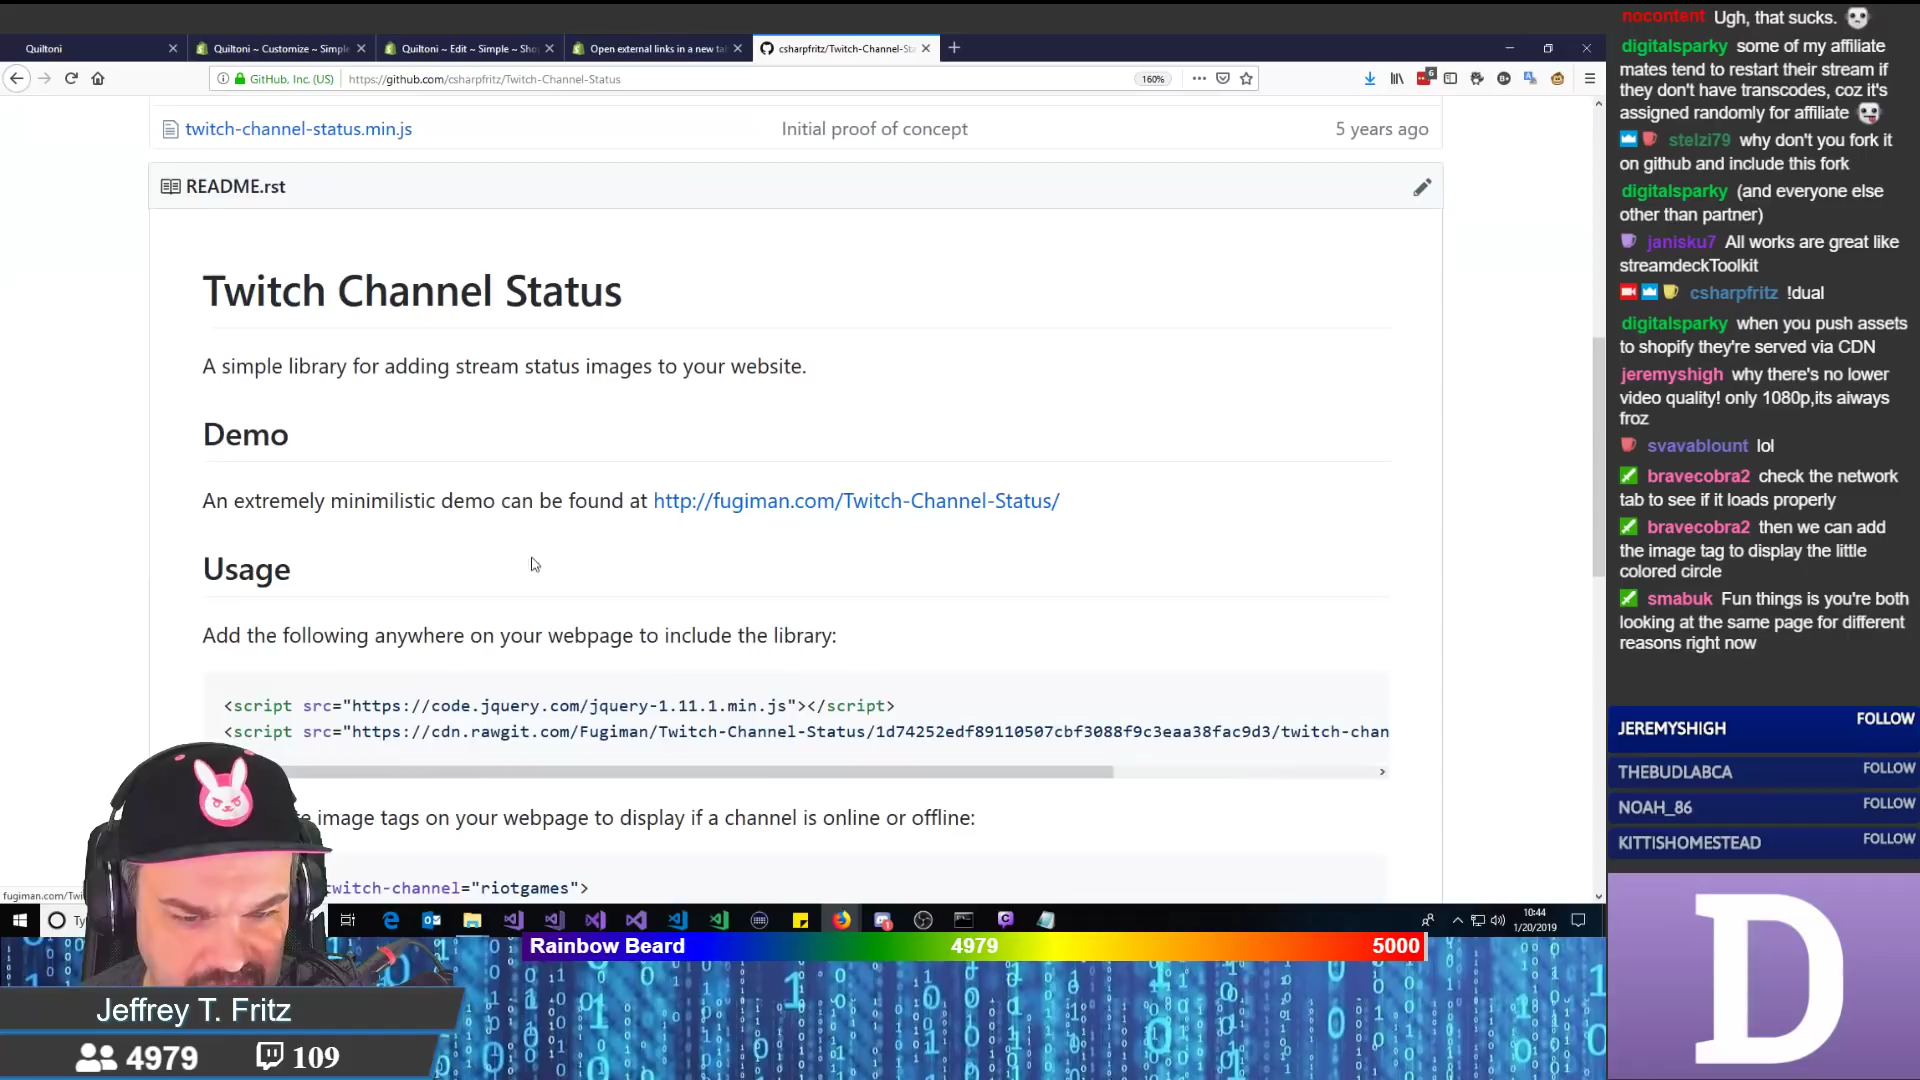 Quiltoni
Quiltoni ~ Customize ~ Simple
Quiltoni ~ Edit ~ Simple ~ Sho
Open external links in a new ta
csharpfritz/Twitch-Channel-Sta
GitHub, Inc. (US)
https://github.com/csharpfritz/Twitch-Channel-Status
160%
6
twitch-channel-status.min.js
Initial proof of concept
5 years ago
README.rst
Twitch Channel Status
A simple library for adding stream status images to your website.
Demo
An extremely minimilistic demo can be found at http://fugiman.com/Twitch-Channel-Status/
Usage
Add the following anywhere on your webpage to include the library:
<script src="https://code.jquery.com/jquery-1.11.1.min.js"></script>
<script src="https://cdn.rawgit.com/Fugiman/Twitch-Channel-Status/1d74252edf89110507cbf3088f9c3eaa38fac9d3/twitch-chan
image tags on your webpage to display if a channel is online or offline:
twitch-channel="riotgames">
fugiman.com/Twi
Ty
10:44
1/20/2019
Rainbow Beard
4979
5000
Jeffrey T. Fritz
4979
109
nocontent Ugh, that sucks.
digitalsparky some of my affiliate
mates tend to restart their stream if
they don't have transcodes, coz it's
assigned randomly for affiliate
stelzi79 why don't you fork it
on github and include this fork
digitalsparky (and everyone else
other than partner)
janisku7 All works are great like
streamdeckToolkit
csharpfritz !dual
digitalsparky when you push assets
to shopify they're served via CDN
jeremyshigh why there's no lower
video quality! only 1080p,its aiways
froz
svavablount lol
bravecobra2 check the network
tab to see if it loads properly
bravecobra2 then we can add
the image tag to display the little
colored circle
smabuk Fun things is you're both
looking at the same page for different
reasons right now
JEREMYSHIGH FOLLOW
THEBUDLABCA FOLLOW
NOAH_86 FOLLOW
KITTISHOMESTEAD FOLLOW
D